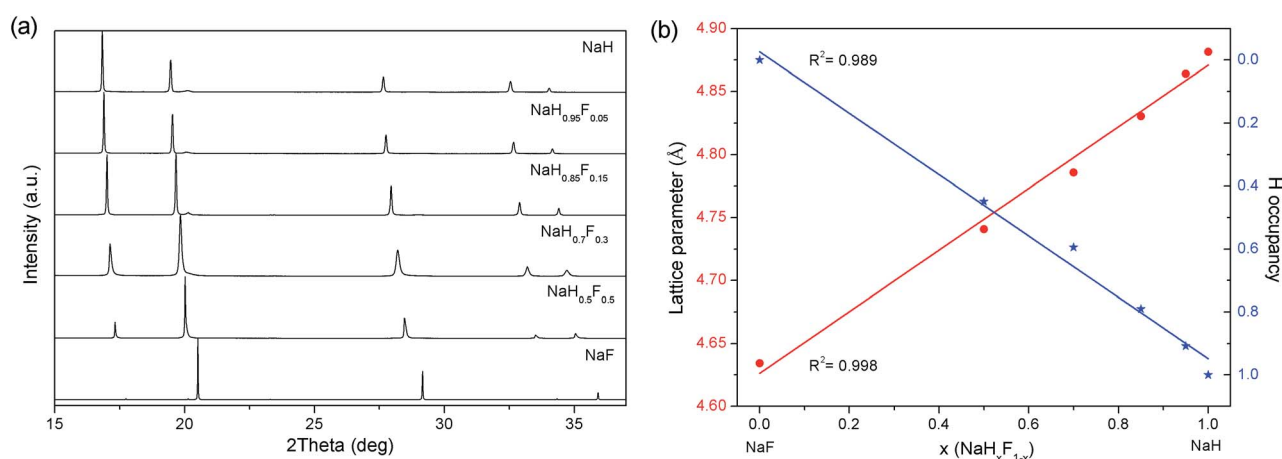 (a)
NaH
NaH0.95F0.05
NaH0.85F0.15
NaH0.7F0.3
NaH0.5F0.5
NaF
Intensity (a.u.)
15 20 25 30 35
2Theta (deg)
(b)
4.90
4.85
4.80
4.75
4.70
4.65
4.60
Lattice parameter (Å)
R2= 0.989
R2= 0.998
0.0
0.2
0.4
0.6
0.8
1.0
H occupancy
0.0 0.2 0.4 0.6 0.8 1.0
NaF x (NaHxF1-x) NaH